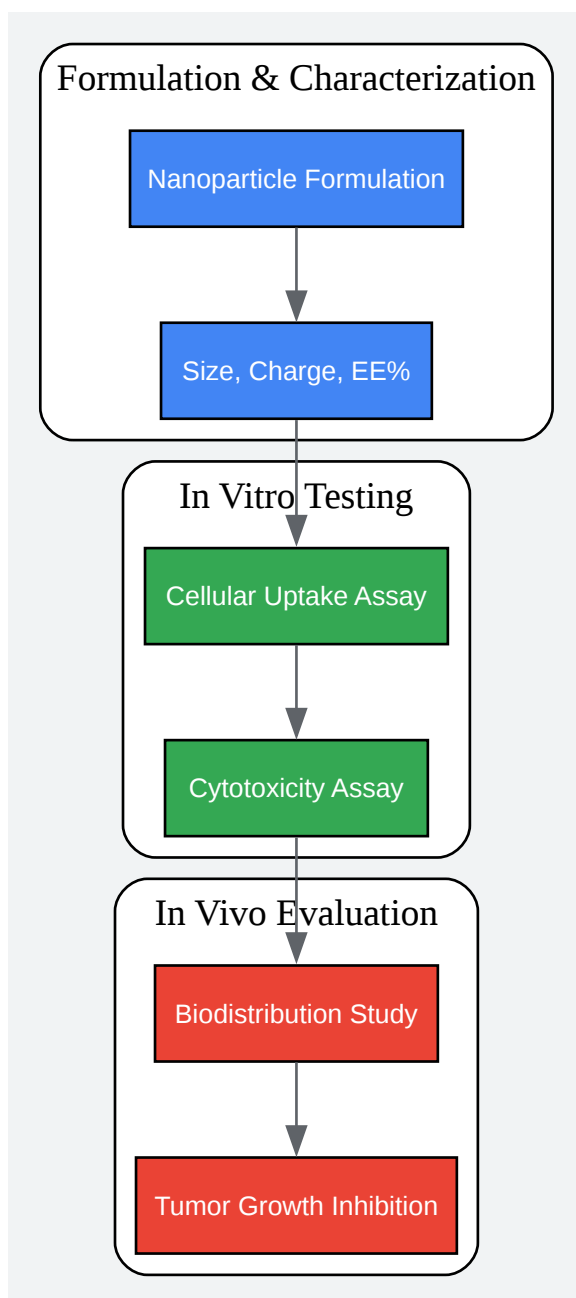 Formulation & Characterization
Nanoparticle Formulation
Size, Charge, EE%
In Vitro Testing
Cellular Uptake Assay
Cytotoxicity Assay
In Vivo Evaluation
Biodistribution Study
Tumor Growth Inhibition